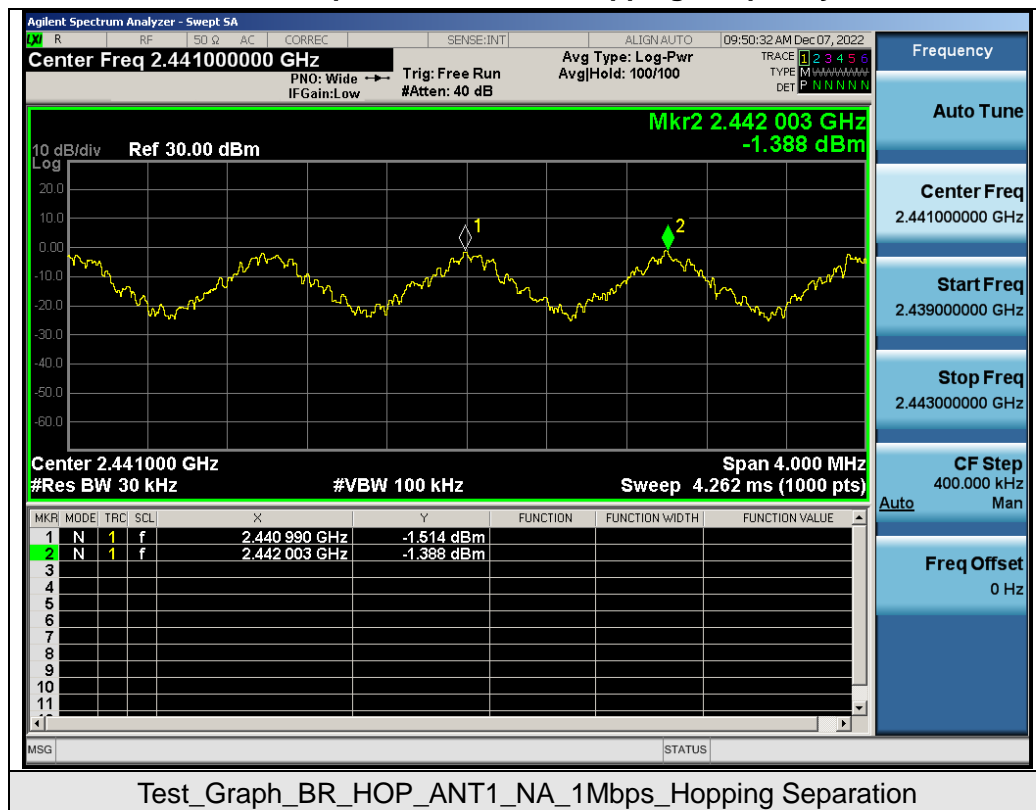 Agilent Spectrum Analyzer - Swept SA
LXI R RF 50 Ω AC CORREC SENSE:INT ALIGN AUTO 09:50:32 AM Dec 07, 2022
Center Freq 2.441000000 GHz
PNO: Wide
IFGain:Low
Trig: Free Run
#Atten: 40 dB
Avg Type: Log-Pwr
Avg|Hold: 100/100
TRACE 1 2 3 4 5 6
TYPE M
DET P N N N N N
Mkr2 2.442 003 GHz
-1.388 dBm
10 dB/div Ref 30.00 dBm
Log
20.0
10.0
0.00
-10.0
-20.0
-30.0
-40.0
-50.0
-60.0
1
2
Center 2.441000 GHz Span 4.000 MHz
#Res BW 30 kHz #VBW 100 kHz Sweep 4.262 ms (1000 pts)
MKR MODE TRC SCL X Y FUNCTION FUNCTION WIDTH FUNCTION VALUE
1 N 1 f 2.440 990 GHz -1.514 dBm
2 N 1 f 2.442 003 GHz -1.388 dBm
3
4
5
6
7
8
9
10
11
MSG STATUS
Frequency
Auto Tune
Center Freq
2.441000000 GHz
Start Freq
2.439000000 GHz
Stop Freq
2.443000000 GHz
CF Step
400.000 kHz
Auto Man
Freq Offset
0 Hz
Test_Graph_BR_HOP_ANT1_NA_1Mbps_Hopping Separation